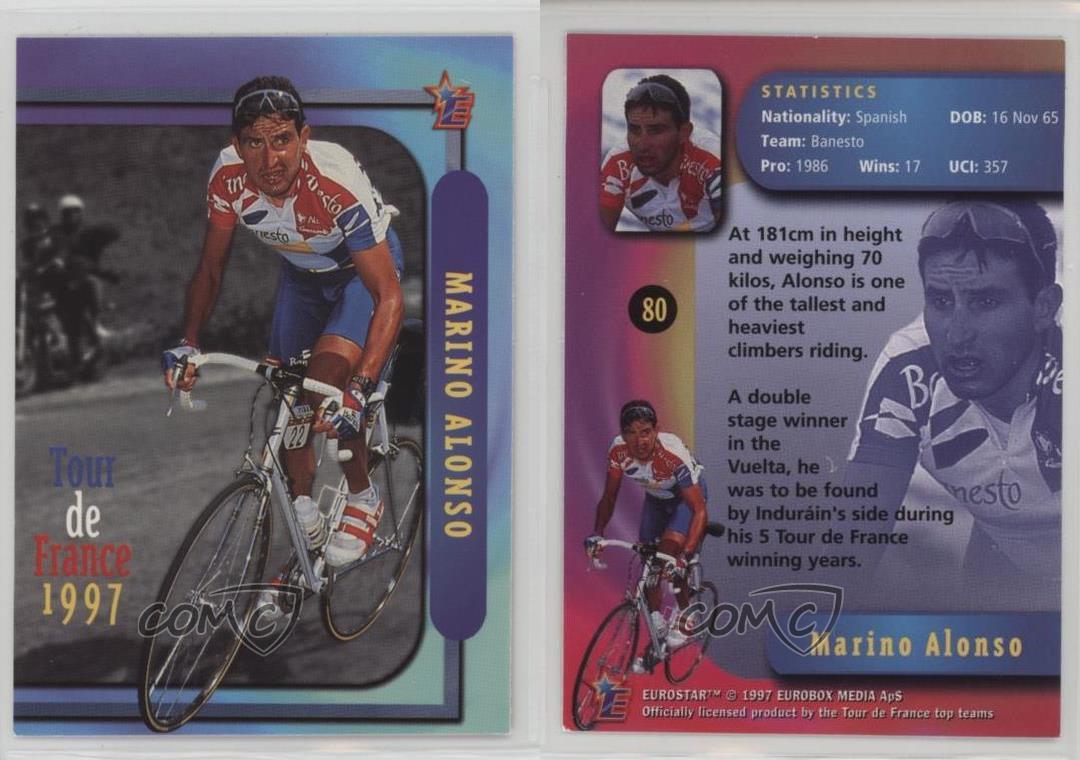 MARINO ALONSO
Tour
de
France
1997
Banesto
22
COMC
STATISTICS
Nationality: Spanish DOB: 16 Nov 65
Team: Banesto
Pro: 1986 Wins: 17 UCI: 357
At 181cm in height
and weighing 70
kilos, Alonso is one
of the tallest and
heaviest
climbers riding.
80
A double
stage winner
in the
Vuelta, he
was to be found
by Induráin's side during
his 5 Tour de France
winning years.
COMC
Marino Alonso
EUROSTAR™ © 1997 EUROBOX MEDIA ApS
Officially licensed product by the Tour de France top teams